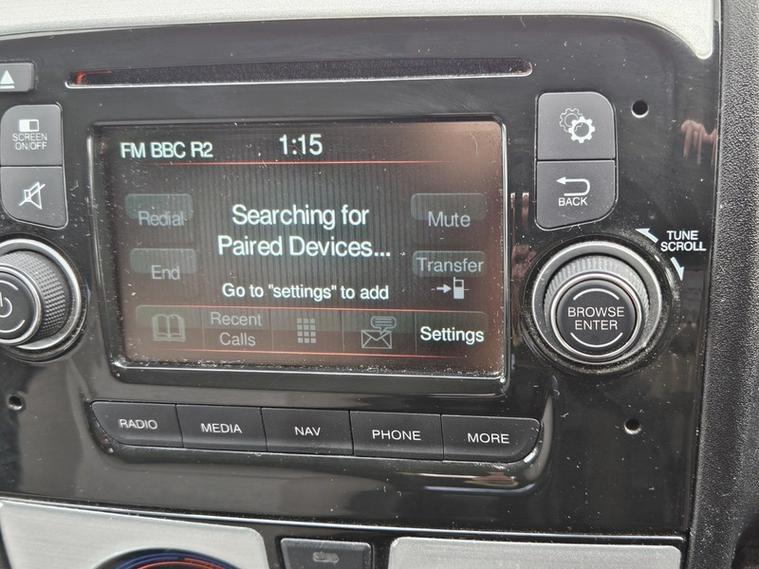 SCREEN
ON/OFF
FM BBC R2
1:15
Redial
Searching for
Paired Devices...
Mute
End
Transfer
Go to "settings" to add
Recent
Calls
Settings
BACK
TUNE
SCROLL
BROWSE
ENTER
RADIO
MEDIA
NAV
PHONE
MORE